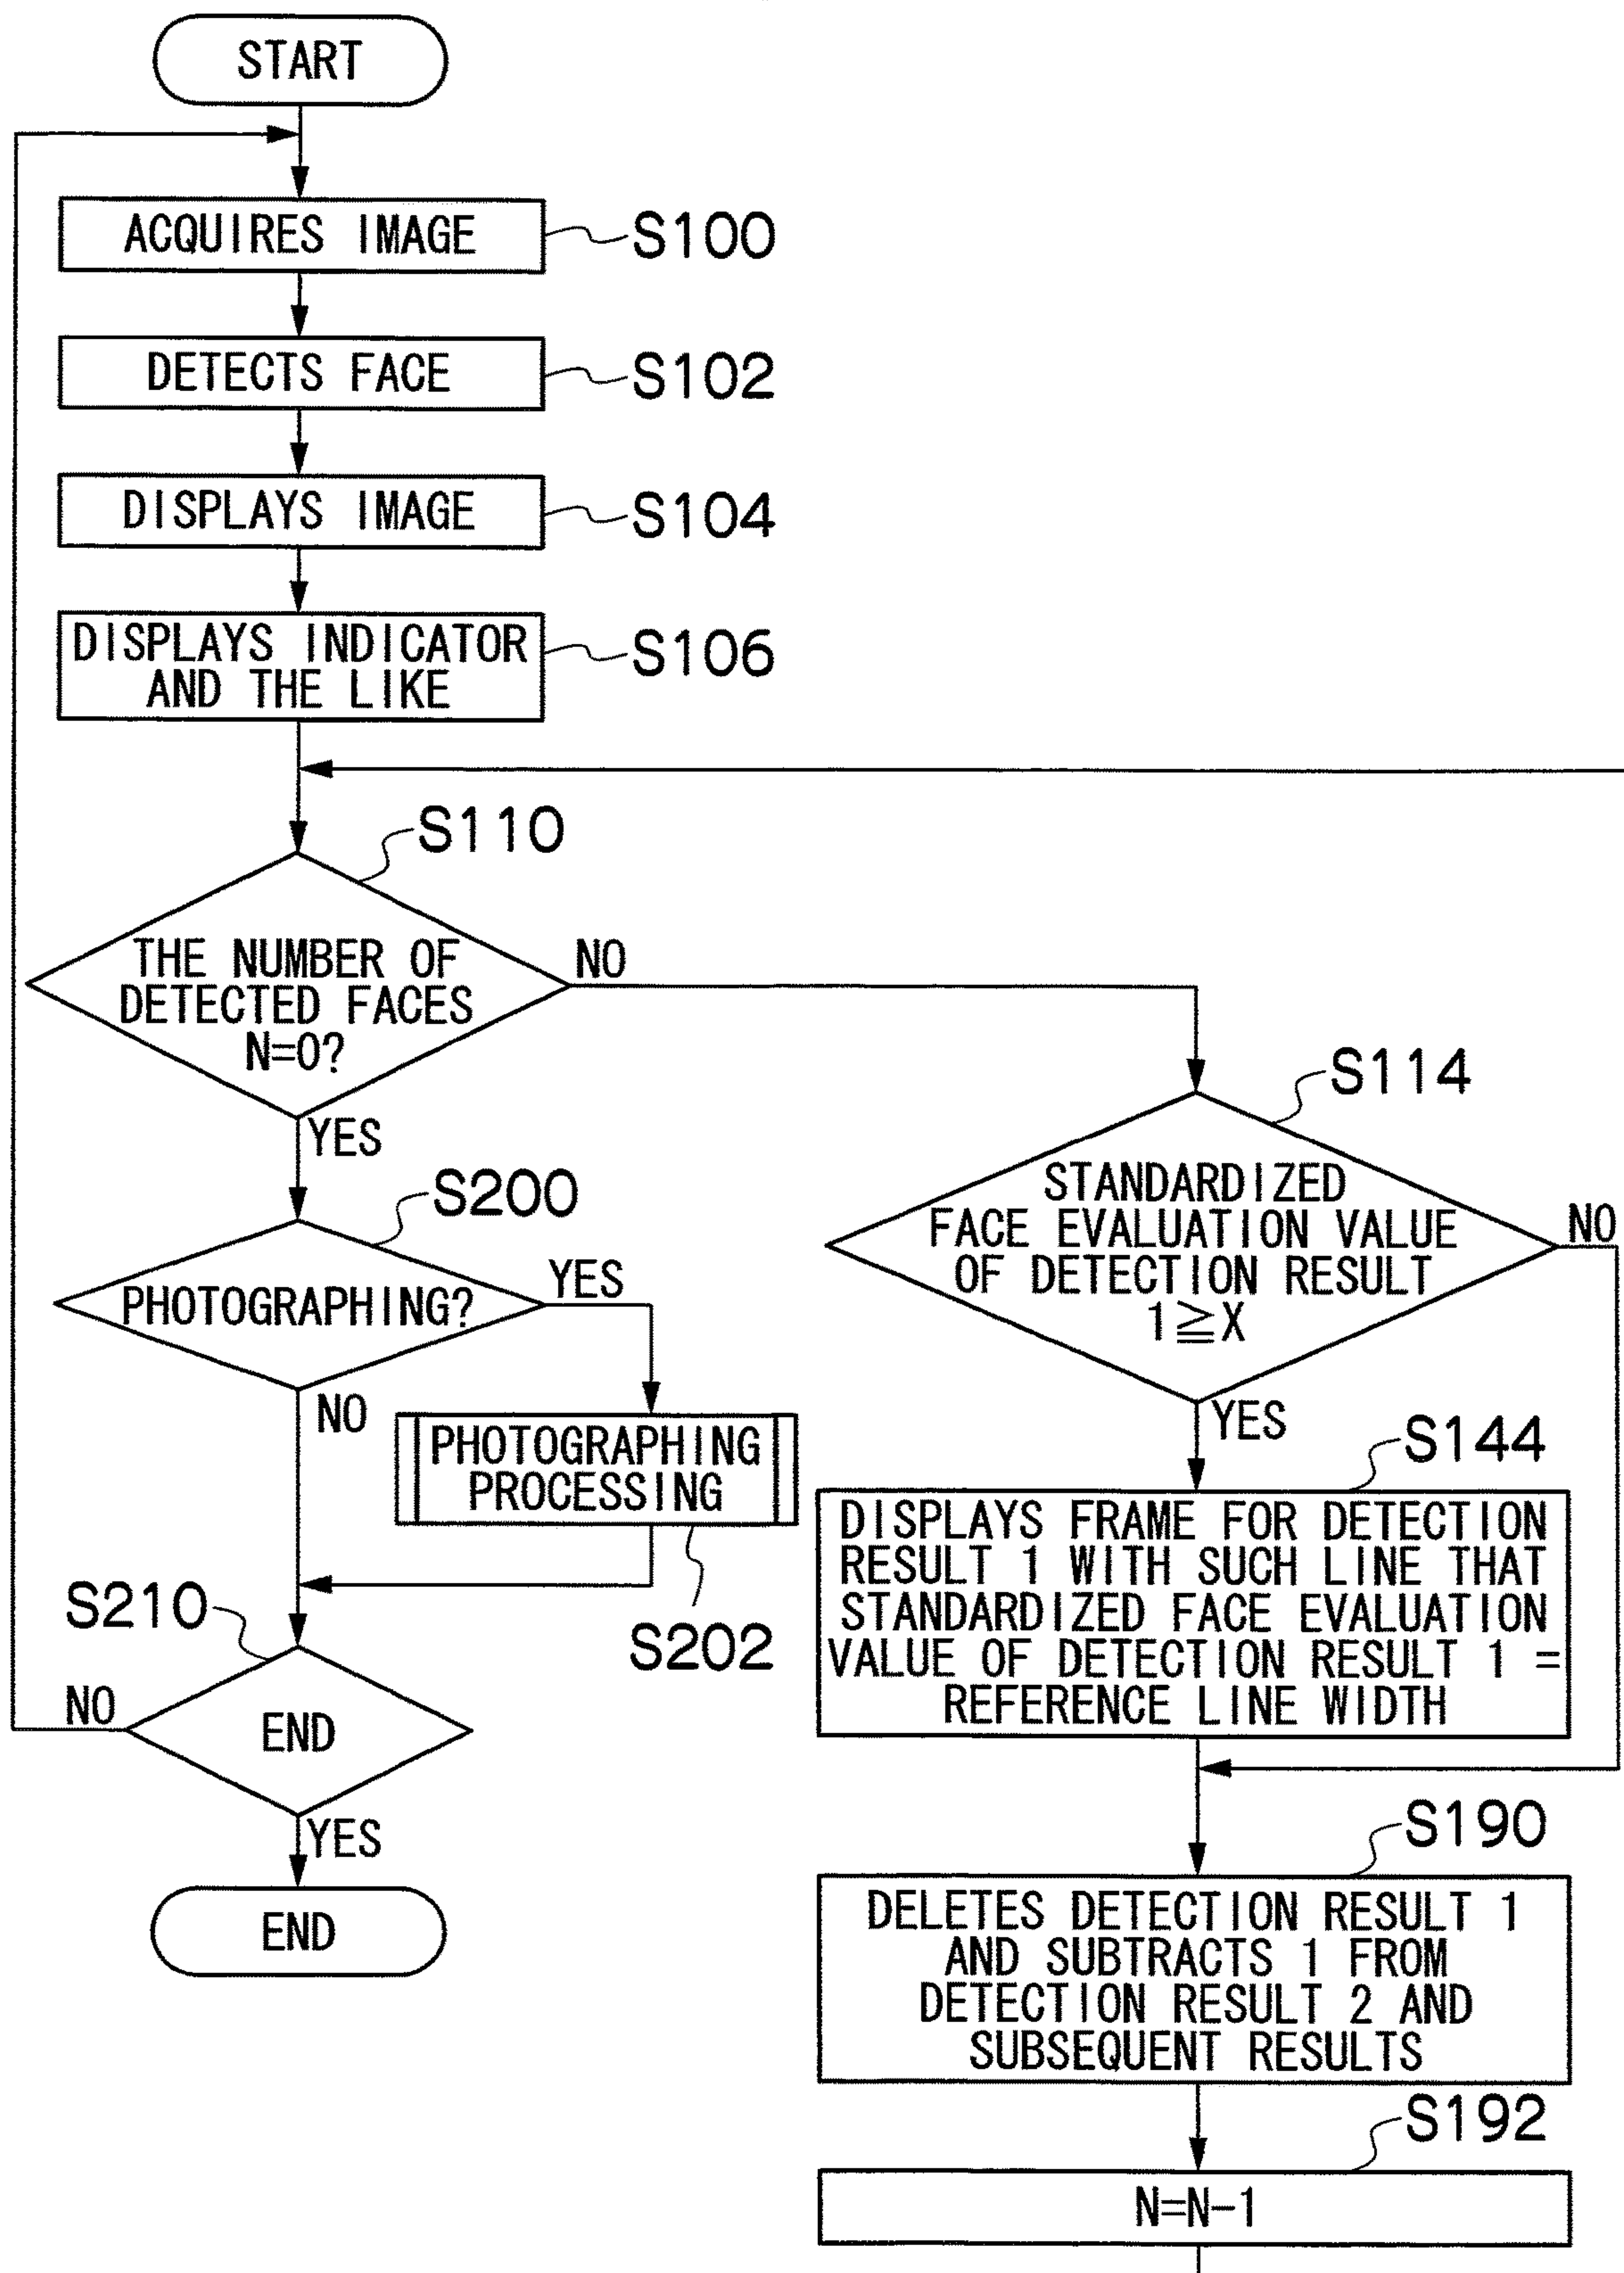 START
ACQUIRES IMAGE
S100
DETECTS FACE
S102
DISPLAYS IMAGE
S104
DISPLAYS INDICATOR
AND THE LIKE
S106
S110
THE NUMBER OF
DETECTED FACES
N=0?
NO
YES
S200
PHOTOGRAPHING?
YES
NO
PHOTOGRAPHING
PROCESSING
S202
S210
END
NO
YES
END
S114
STANDARDIZED
FACE EVALUATION VALUE
OF DETECTION RESULT
1≧X
NO
YES
S144
DISPLAYS FRAME FOR DETECTION
RESULT 1 WITH SUCH LINE THAT
STANDARDIZED FACE EVALUATION
VALUE OF DETECTION RESULT 1 =
REFERENCE LINE WIDTH
S190
DELETES DETECTION RESULT 1
AND SUBTRACTS 1 FROM
DETECTION RESULT 2 AND
SUBSEQUENT RESULTS
S192
N=N-1